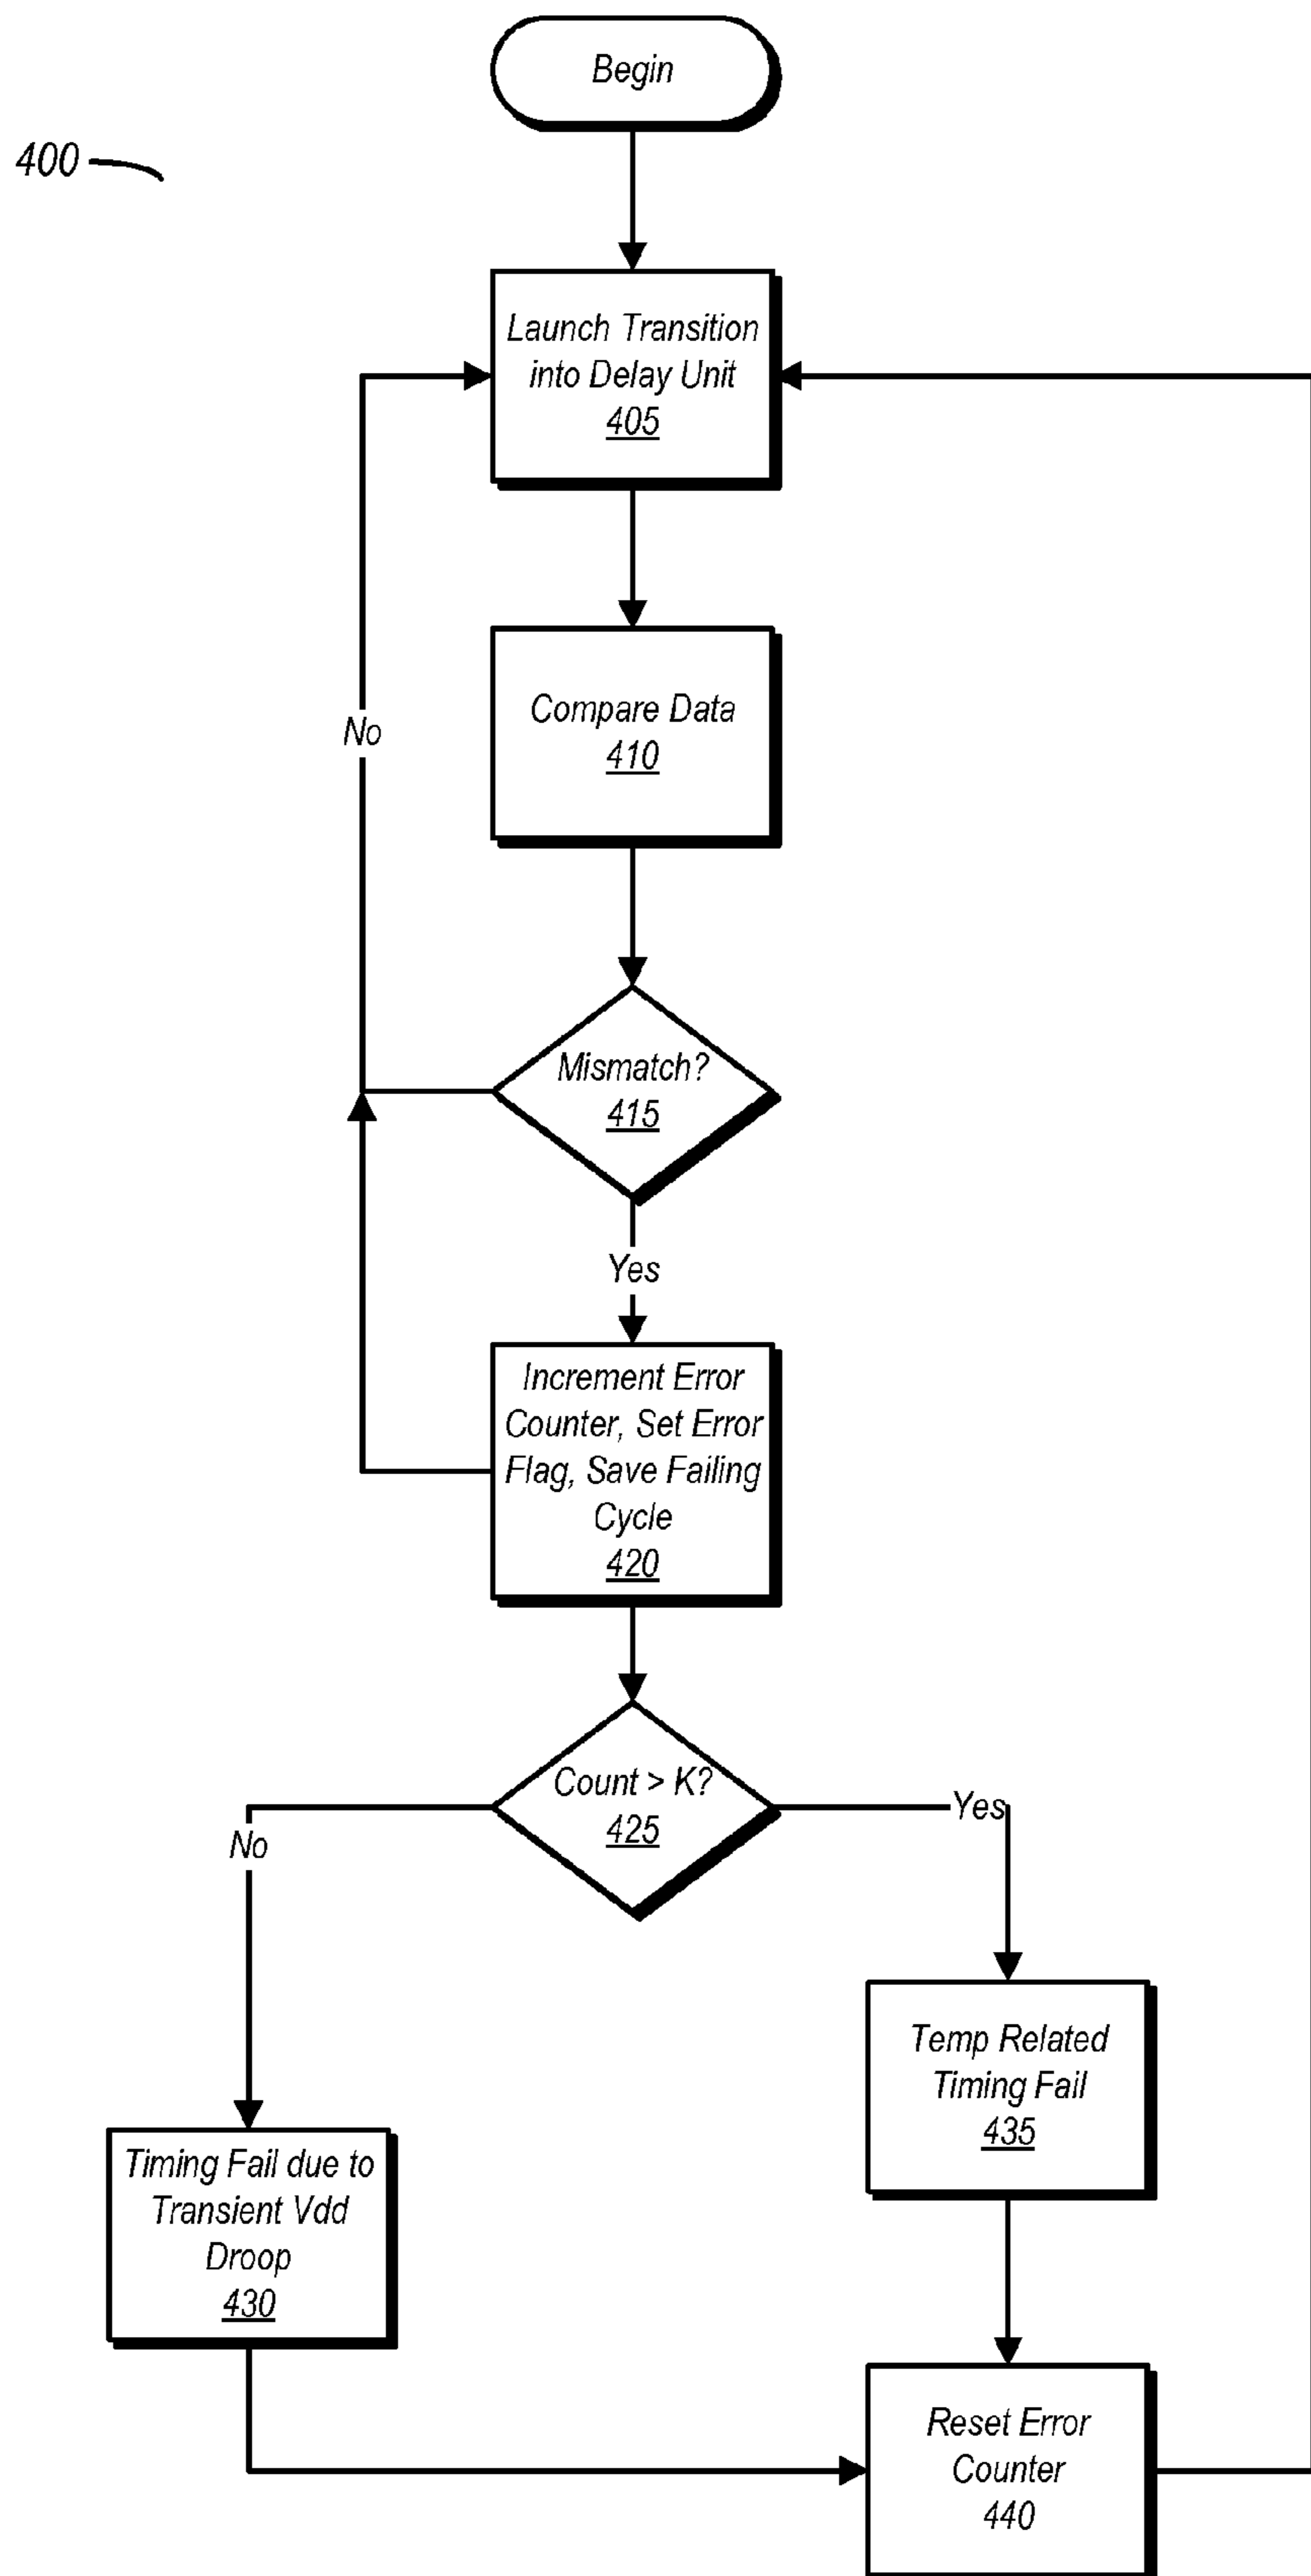 Begin
400
Launch Transition
into Delay Unit
405
Compare Data
410
No
Mismatch?
415
Yes
Increment Error
Counter, Set Error
Flag, Save Failing
Cycle
420
Count > K?
425
Yes
No
Temp Related
Timing Fail
435
Timing Fail due to
Transient Vdd
Droop
430
Reset Error
Counter
440